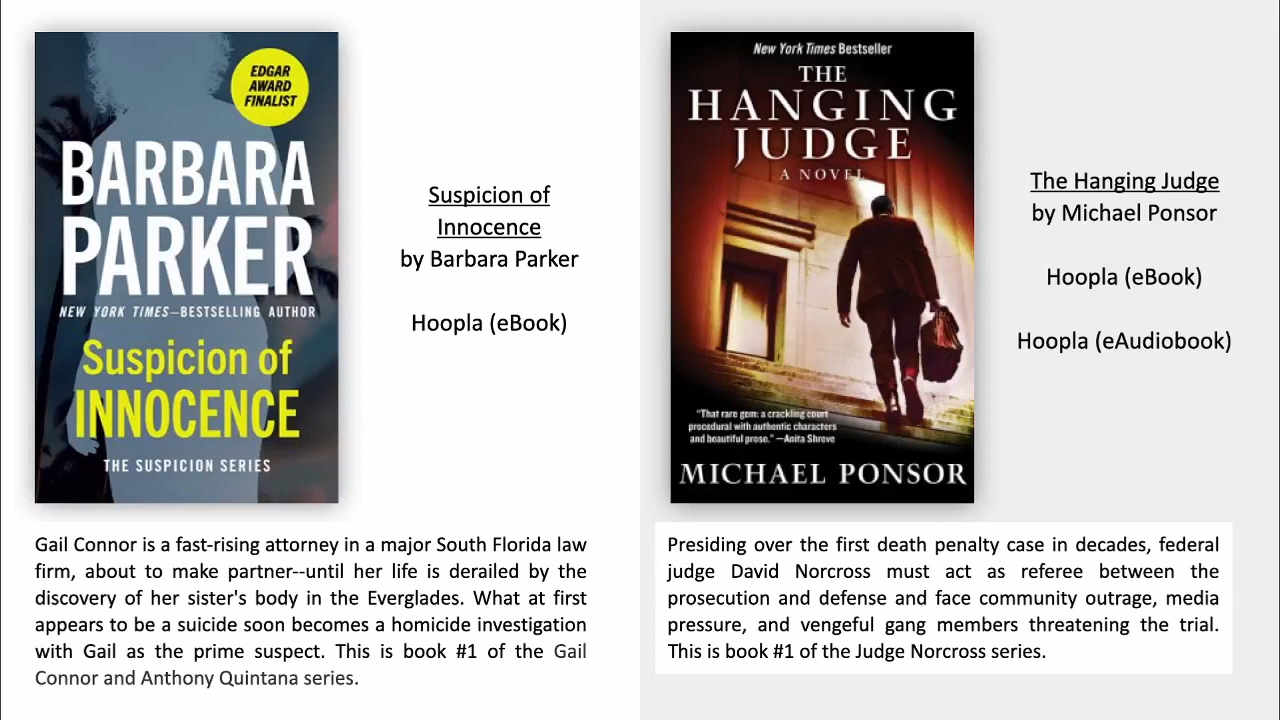 EDGAR
AWARD
FINALIST
BARBARA
PARKER
NEW YORK TIMES—BESTSELLING AUTHOR
Suspicion of
INNOCENCE
THE SUSPICION SERIES
Suspicion of
Innocence
by Barbara Parker
Hoopla (eBook)
Gail Connor is a fast-rising attorney in a major South Florida law
firm, about to make partner--until her life is derailed by the
discovery of her sister's body in the Everglades. What at first
appears to be a suicide soon becomes a homicide investigation
with Gail as the prime suspect. This is book #1 of the Gail
Connor and Anthony Quintana series.
New York Times Bestseller
THE
HANGING
JUDGE
A NOVEL
"That rare gem: a crackling court
procedural with authentic characters
and beautiful prose." —Anita Shreve
MICHAEL PONSOR
The Hanging Judge
by Michael Ponsor
Hoopla (eBook)
Hoopla (eAudiobook)
Presiding over the first death penalty case in decades, federal
judge David Norcross must act as referee between the
prosecution and defense and face community outrage, media
pressure, and vengeful gang members threatening the trial.
This is book #1 of the Judge Norcross series.